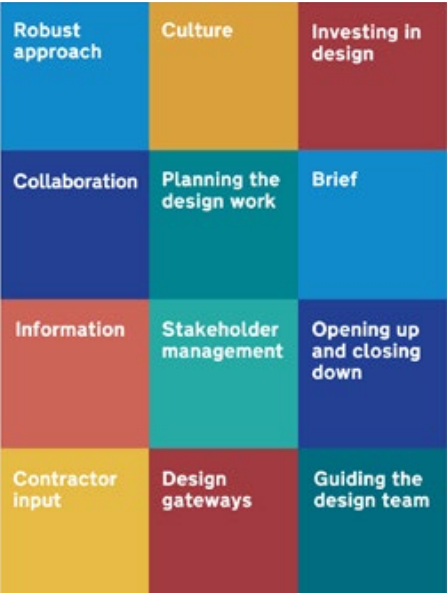 Robust
approach
Culture
Investing in
design
Collaboration
Planning the
design work
Brief
Information
Stakeholder
management
Opening up
and closing
down
Contractor
input
Design
gateways
Guiding the
design team